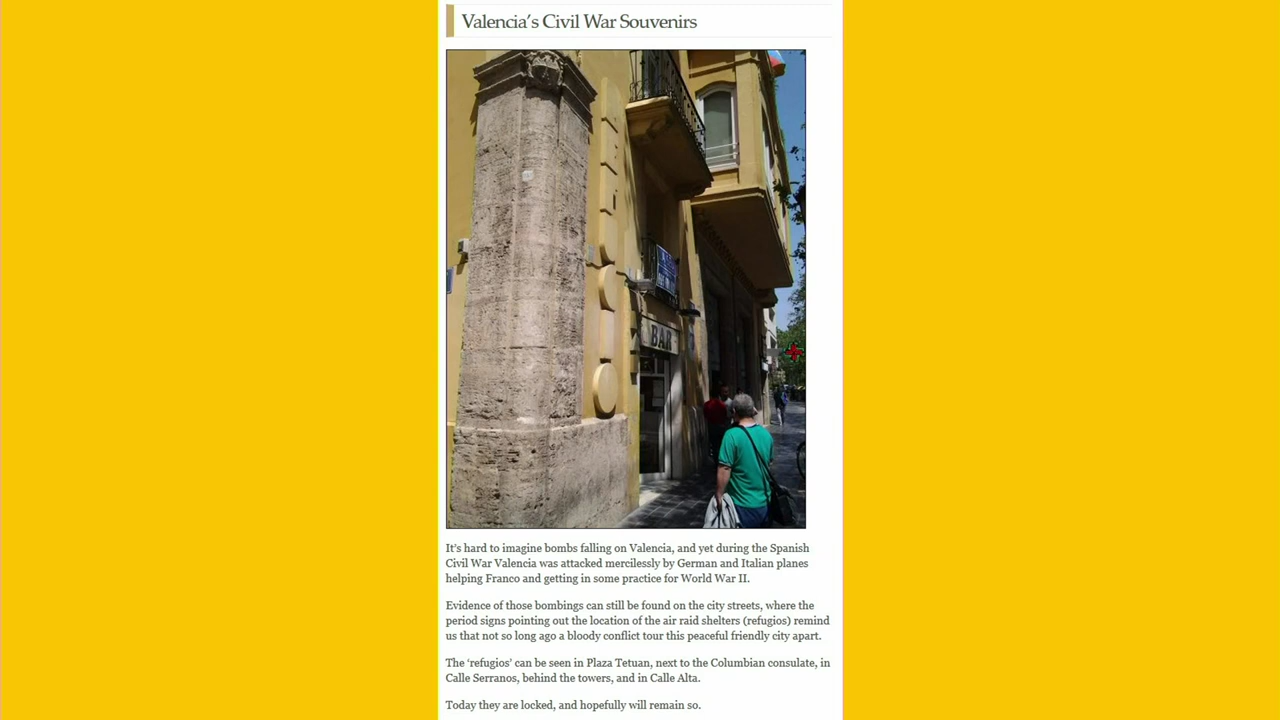 Valencia's Civil War Souvenirs
BAR
It's hard to imagine bombs falling on Valencia, and yet during the Spanish
Civil War Valencia was attacked mercilessly by German and Italian planes
helping Franco and getting in some practice for World War II.
Evidence of those bombings can still be found on the city streets, where the
period signs pointing out the location of the air raid shelters (refugios) remind
us that not so long ago a bloody conflict tour this peaceful friendly city apart.
The 'refugios' can be seen in Plaza Tetuan, next to the Columbian consulate, in
Calle Serranos, behind the towers, and in Calle Alta.
Today they are locked, and hopefully will remain so.